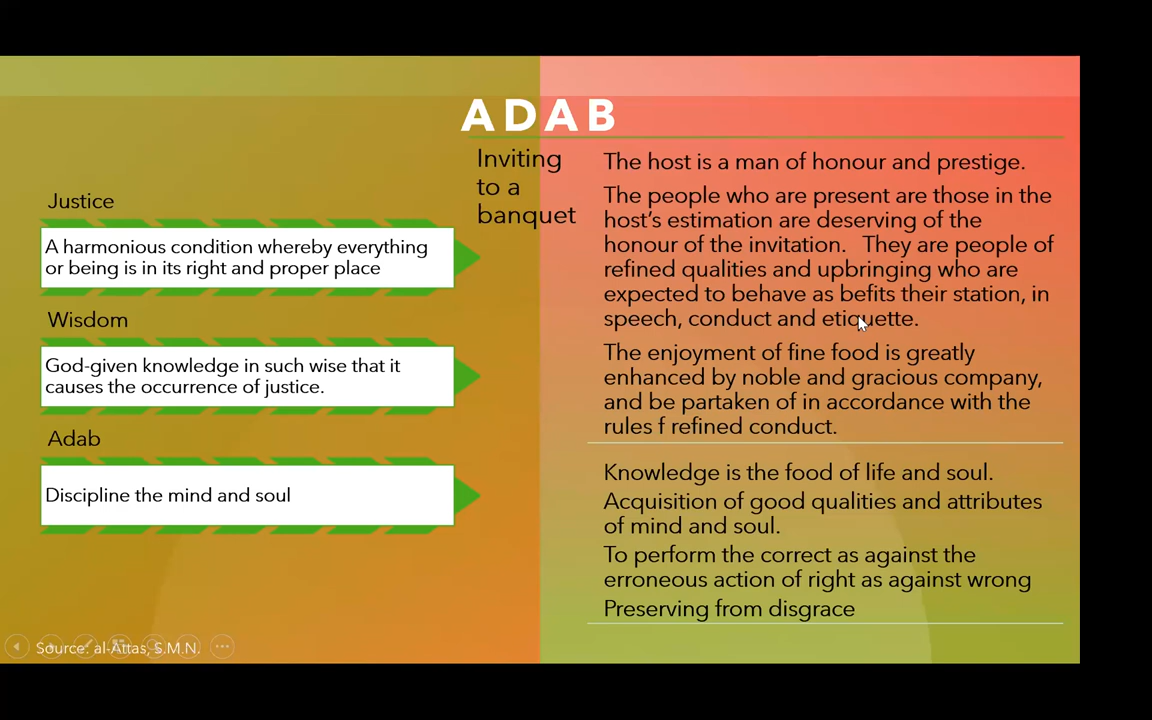 ADAB
Justice
A harmonious condition whereby everything
or being is in its right and proper place
Wisdom
God-given knowledge in such wise that it
causes the occurrence of justice.
Adab
Discipline the mind and soul
Inviting
to a
banquet
The host is a man of honour and prestige.
The people who are present are those in the
host's estimation are deserving of the
honour of the invitation. They are people of
refined qualities and upbringing who are
expected to behave as befits their station, in
speech, conduct and etiquette.
The enjoyment of fine food is greatly
enhanced by noble and gracious company,
and be partaken of in accordance with the
rules f refined conduct.
Knowledge is the food of life and soul.
Acquisition of good qualities and attributes
of mind and soul.
To perform the correct as against the
erroneous action of right as against wrong
Preserving from disgrace
Source: al-Attas, S.M.N.